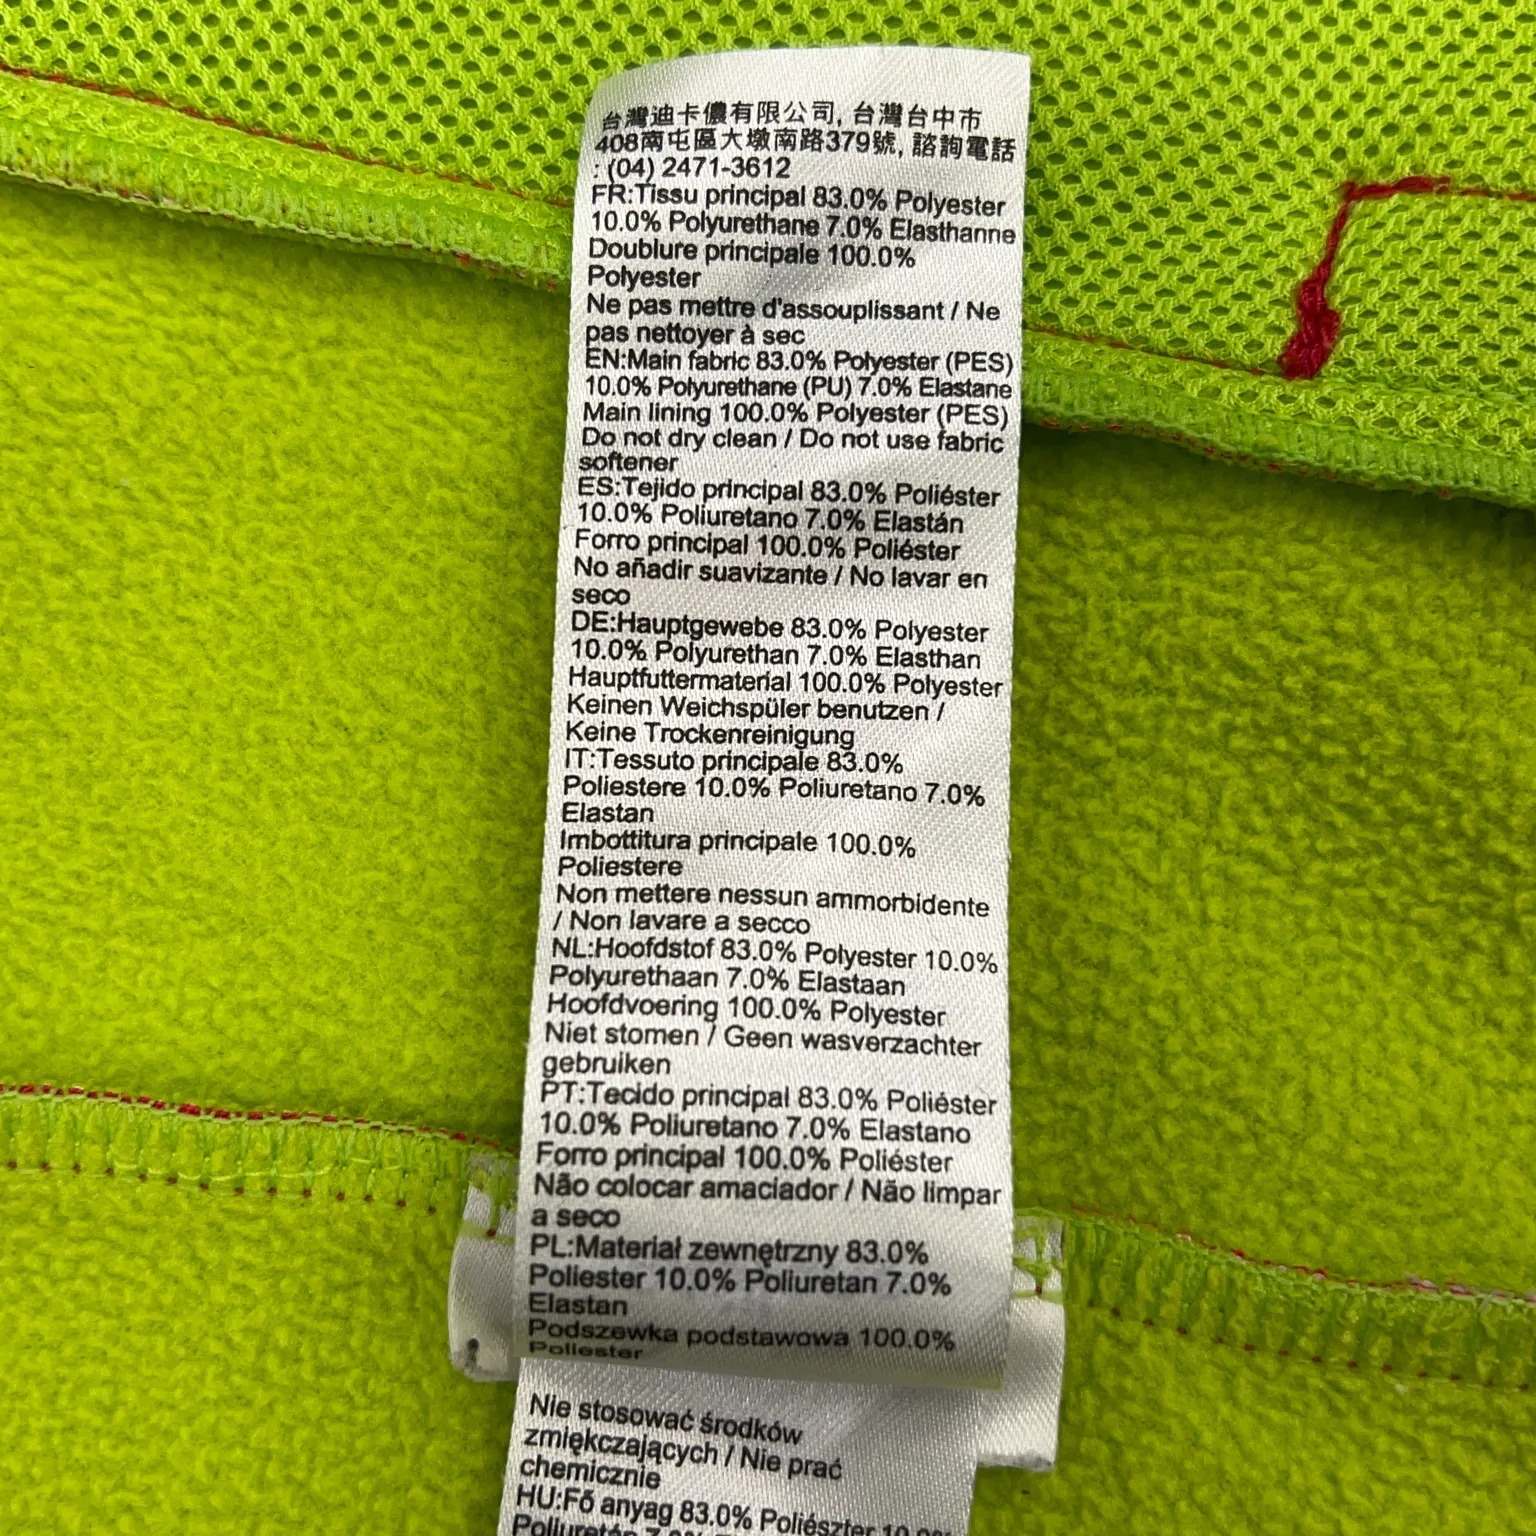 台灣迪卡儂有限公司, 台灣台中市
408南屯區大墩南路379號, 諮詢電話
: (04) 2471-3612
FR:Tissu principal 83.0% Polyester
10.0% Polyurethane 7.0% Elasthanne
Doublure principale 100.0%
Polyester
Ne pas mettre d'assouplissant / Ne
pas nettoyer à sec
EN:Main fabric 83.0% Polyester (PES)
10.0% Polyurethane (PU) 7.0% Elastane
Main lining 100.0% Polyester (PES)
Do not dry clean / Do not use fabric
softener
ES:Tejido principal 83.0% Poliéster
10.0% Poliuretano 7.0% Elastán
Forro principal 100.0% Poliéster
No añadir suavizante / No lavar en
seco
DE:Hauptgewebe 83.0% Polyester
10.0% Polyurethan 7.0% Elasthan
Hauptfuttermaterial 100.0% Polyester
Keinen Weichspüler benutzen /
Keine Trockenreinigung
IT:Tessuto principale 83.0%
Poliestere 10.0% Poliuretano 7.0%
Elastan
Imbottitura principale 100.0%
Poliestere
Non mettere nessun ammorbidente
/ Non lavare a secco
NL:Hoofdstof 83.0% Polyester 10.0%
Polyurethaan 7.0% Elastaan
Hoofdvoering 100.0% Polyester
Niet stomen / Geen wasverzachter
gebruiken
PT:Tecido principal 83.0% Poliéster
10.0% Poliuretano 7.0% Elastano
Forro principal 100.0% Poliéster
Não colocar amaciador / Não limpar
a seco
PL:Materiał zewnętrzny 83.0%
Poliester 10.0% Poliuretan 7.0%
Elastan
Podszewka podstawowa 100.0%
Poliester
Nie stosować środków
zmiękczających / Nie prać
chemicznie
HU:Fő anyag 83.0% Poliészter 10.0%
Poliuretán 7.0%